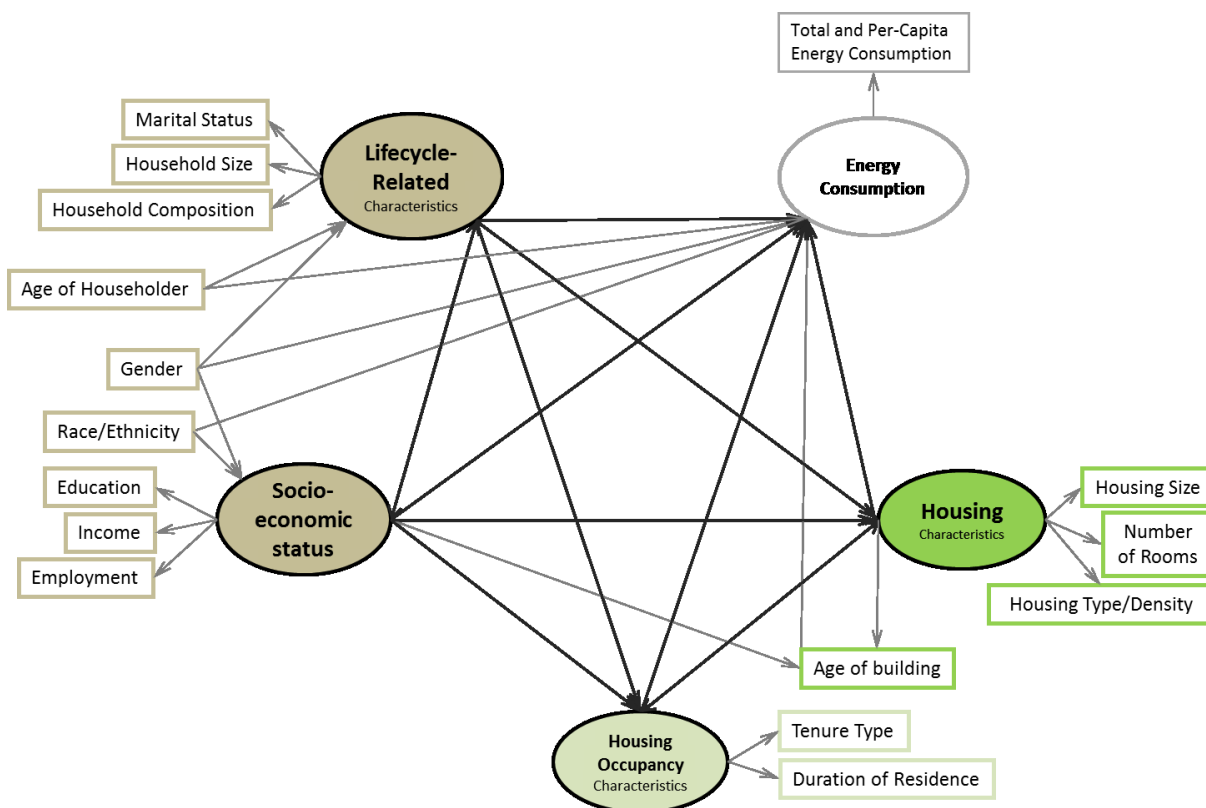 Total and Per-Capita
Energy Consumption
Marital Status
Household Size
Household Composition
Lifecycle-
Related
Characteristics
Energy
Consumption
Age of Householder
Gender
Race/Ethnicity
Education
Income
Employment
Socio-
economic
status
Housing
Characteristics
Housing Size
Number
of Rooms
Housing Type/Density
Age of building
Housing
Occupancy
Characteristics
Tenure Type
Duration of Residence